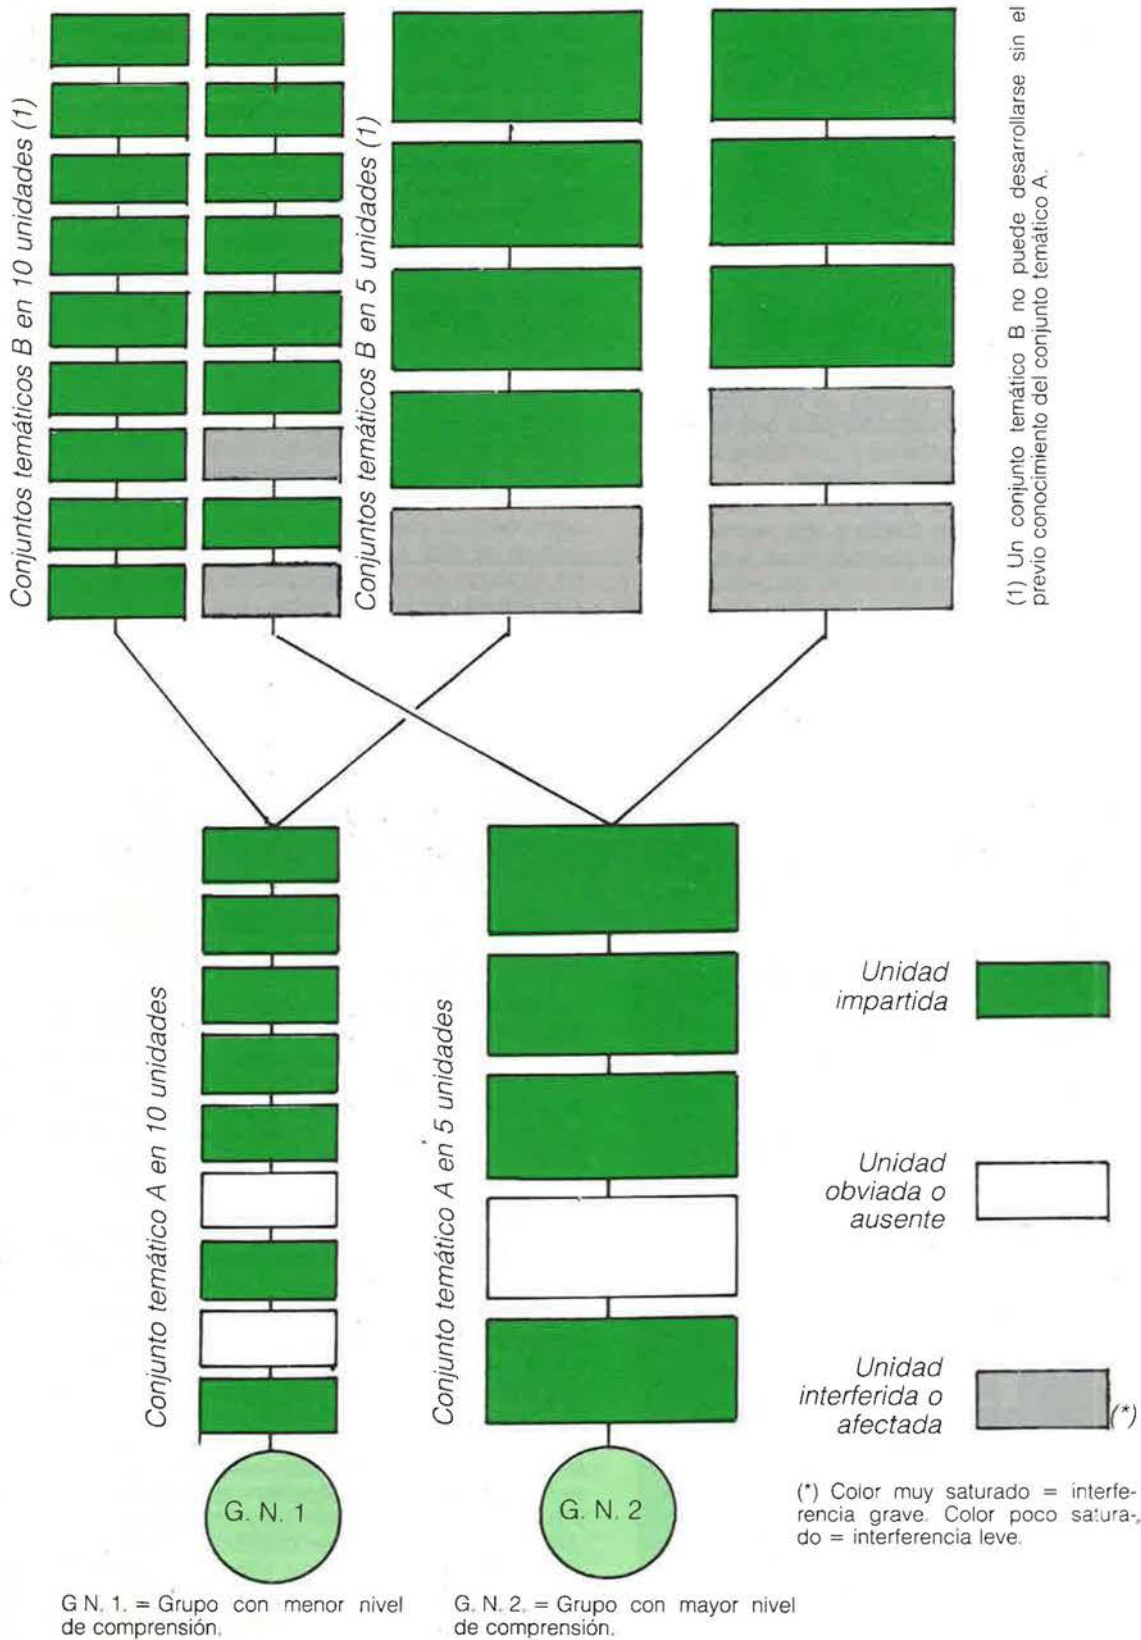 Conjuntos temáticos B en 10 unidades (1)
Conjuntos temáticos B en 5 unidades (1)
(1) Un conjunto temático B no puede desarrollarse sin el
previo conocimiento del conjunto temático A.
Conjunto temático A en 10 unidades
Conjunto temático A en 5 unidades
Unidad
impartida
Unidad
obviada o
ausente
Unidad
interferida o
afectada
(*)
(*) Color muy saturado = interfe-
rencia grave. Color poco satura-
do = interferencia leve.
G. N. 1
G. N. 2
G N. 1. = Grupo con menor nivel
de comprensión.
G. N. 2. = Grupo con mayor nivel
de comprensión.